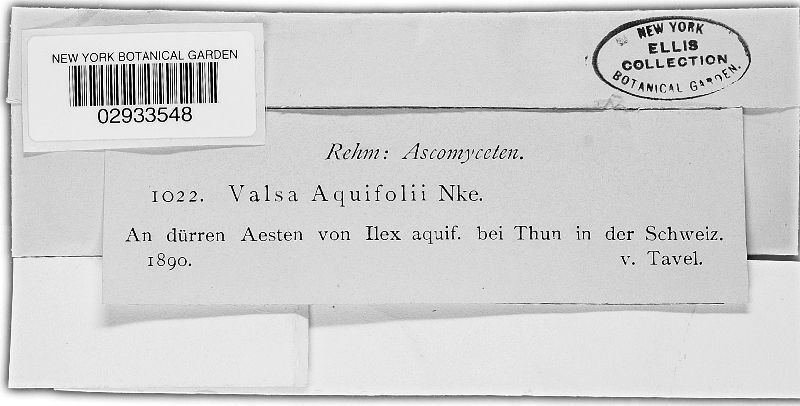 NEW YORK BOTANICAL GARDEN
02933548
NEW YORK
ELLIS
COLLECTION
BOTANICAL GARDEN.
Rehm: Ascomyceten.
1022. Valsa Aquifolii Nke.
An dürren Aesten von Ilex aquif. bei Thun in der Schweiz.
1890. v. Tavel.